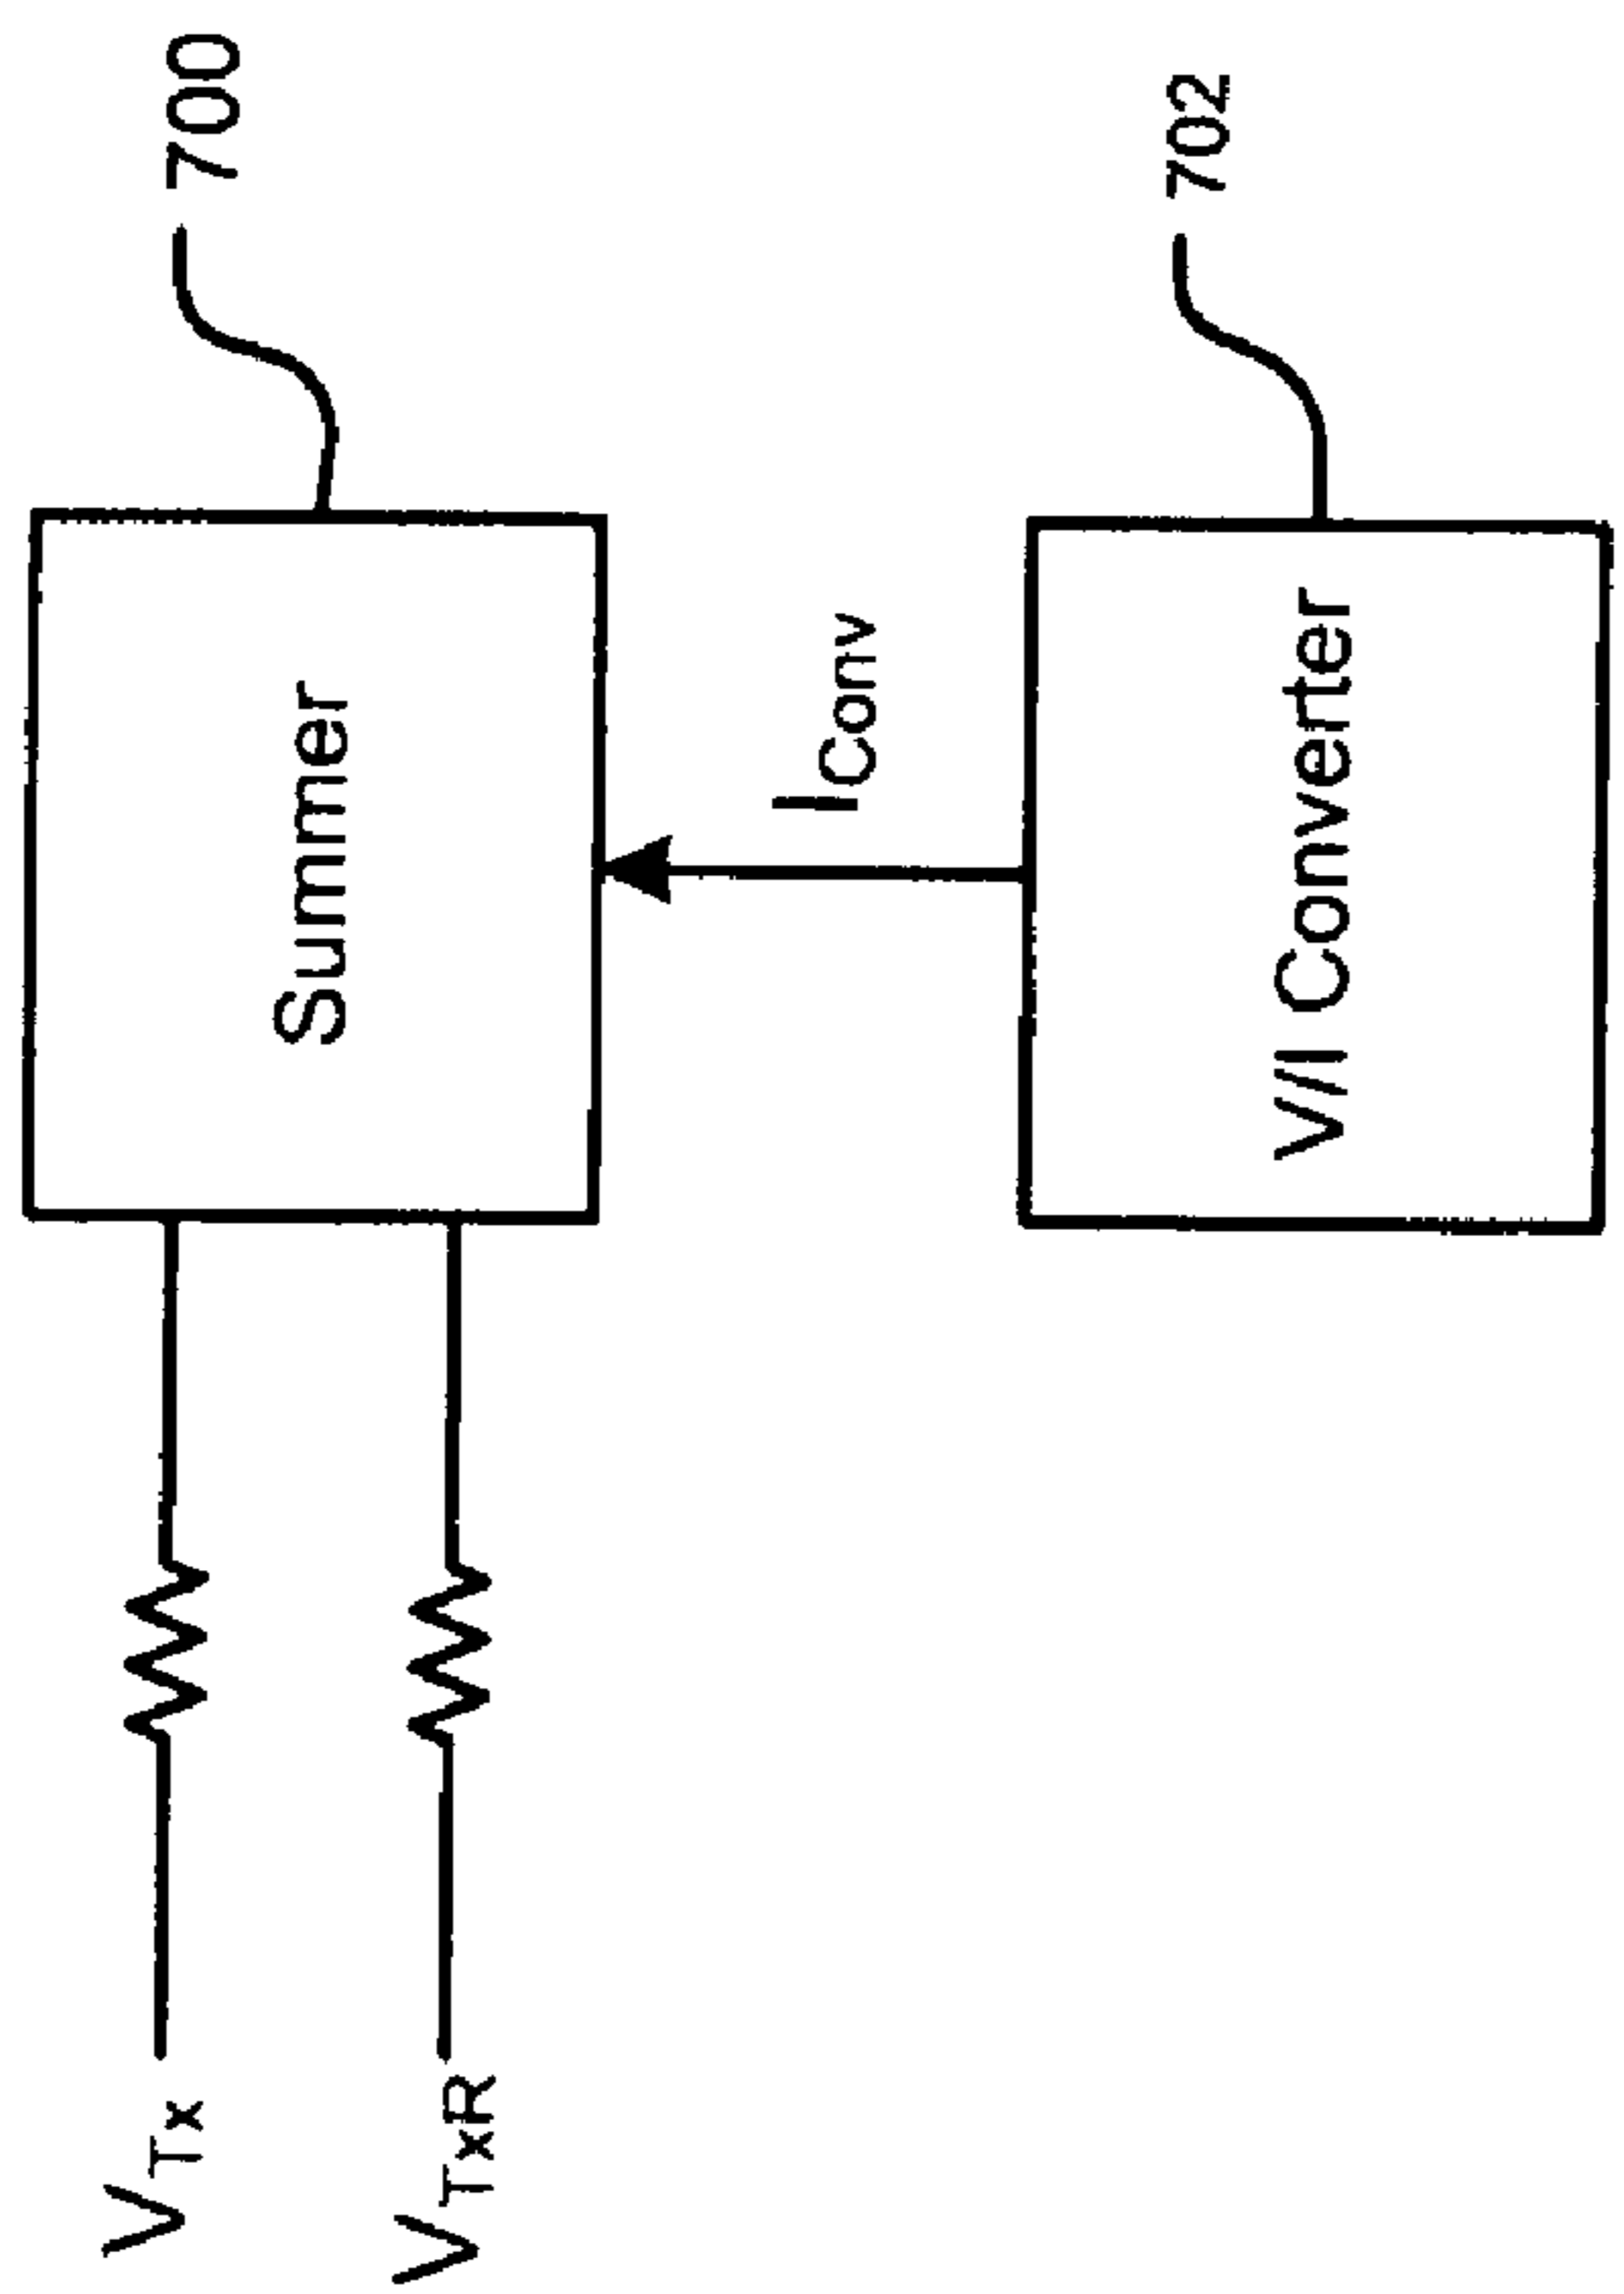 V_Tx
V_TxR
Summer
700
I_Conv
V/I Converter
702